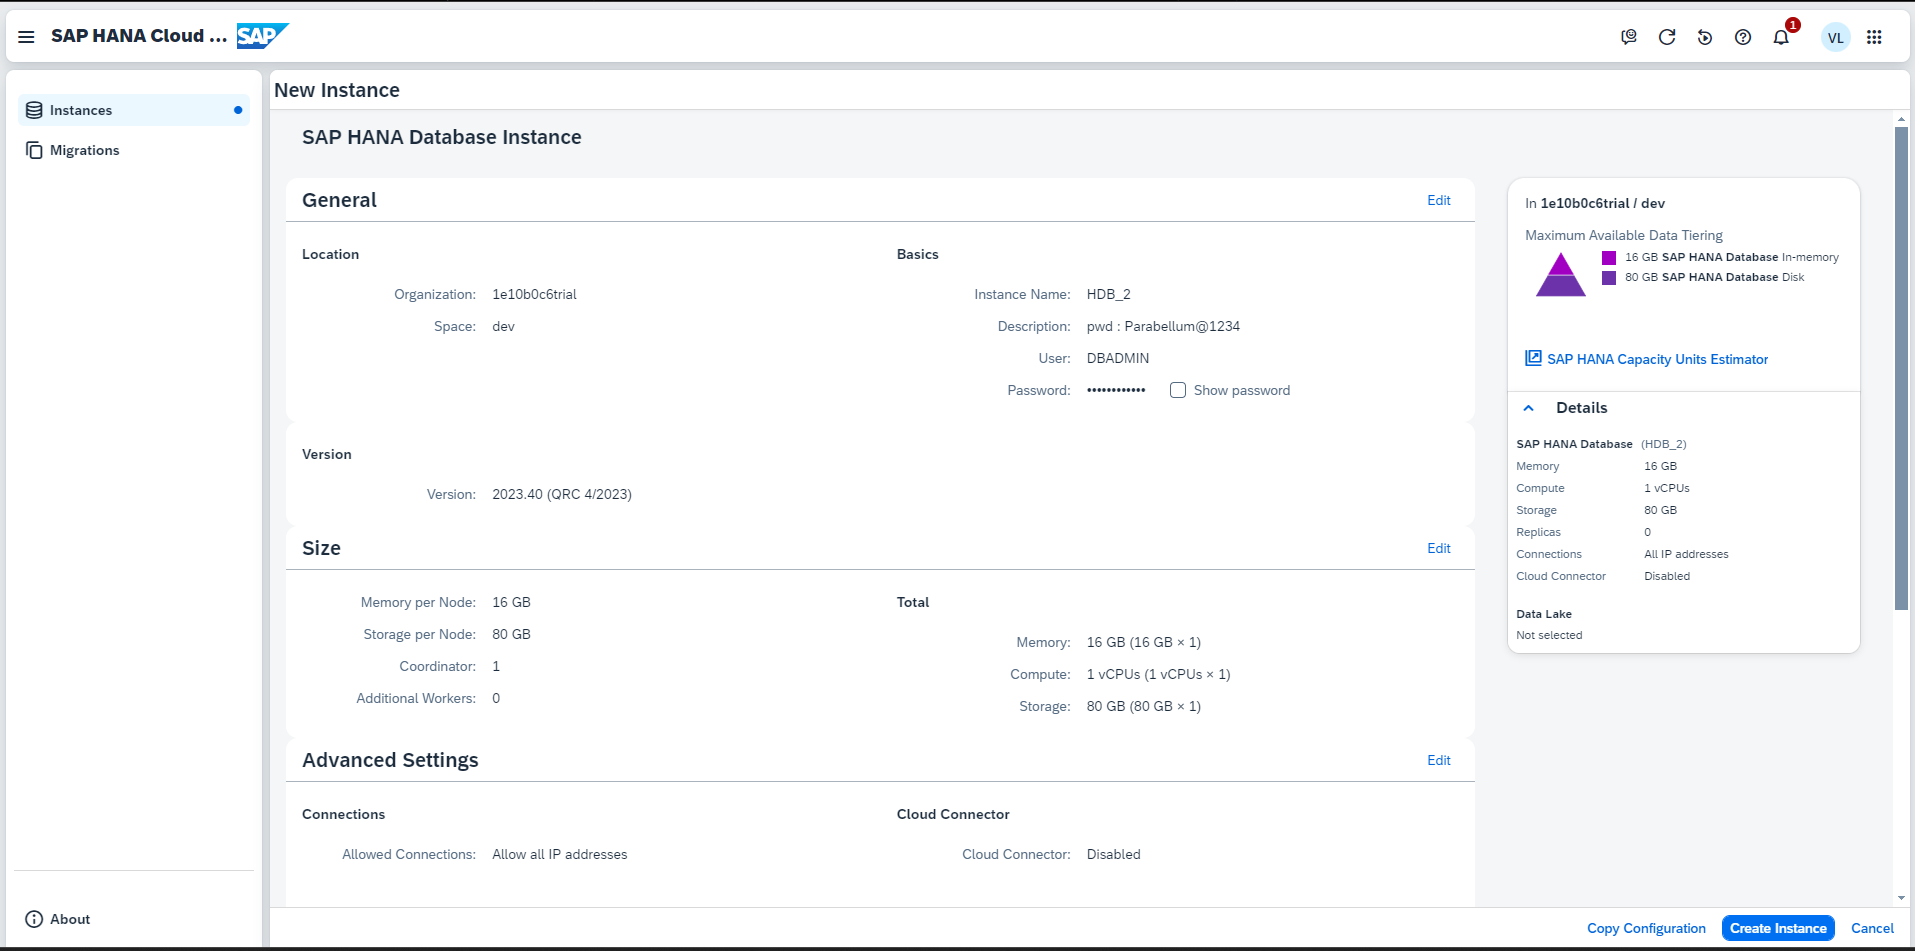 SAP HANA Cloud ...
SAP
1
VL
Instances
Migrations
About
New Instance
SAP HANA Database Instance
General
Edit
Location
Organization: 1e10b0c6trial
Space: dev
Basics
Instance Name: HDB_2
Description: pwd : Parabellum@1234
User: DBADMIN
Password: •••••••••••• Show password
Version
Version: 2023.40 (QRC 4/2023)
Size
Edit
Memory per Node: 16 GB
Storage per Node: 80 GB
Coordinator: 1
Additional Workers: 0
Total
Memory: 16 GB (16 GB × 1)
Compute: 1 vCPUs (1 vCPUs × 1)
Storage: 80 GB (80 GB × 1)
Advanced Settings
Edit
Connections
Allowed Connections: Allow all IP addresses
Cloud Connector
Cloud Connector: Disabled
In 1e10b0c6trial / dev
Maximum Available Data Tiering
16 GB SAP HANA Database In-memory
80 GB SAP HANA Database Disk
SAP HANA Capacity Units Estimator
Details
SAP HANA Database (HDB_2)
Memory 16 GB
Compute 1 vCPUs
Storage 80 GB
Replicas 0
Connections All IP addresses
Cloud Connector Disabled
Data Lake
Not selected
Copy Configuration
Create Instance
Cancel